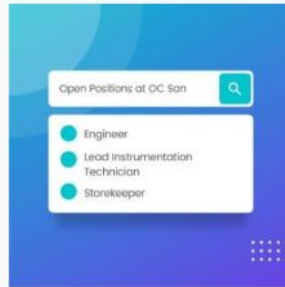 Open Positions at OC San
Engineer
Lead Instrumentation
Technician
Storekeeper